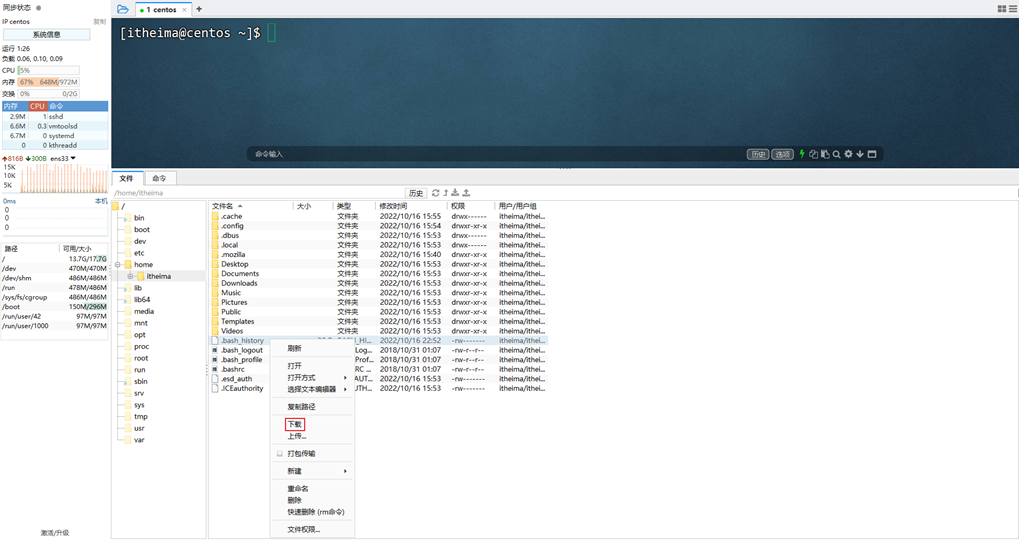 同步状态
IP centos
复制
系统信息
运行 1:26
负载 0.06, 0.10, 0.09
CPU 5%
内存 67% 648M/972M
交换 0% 0/2G
内存 CPU 命令
2.9M 1 sshd
6.6M 0.3 vmtoolsd
6.7M 0 systemd
0 0 kthreadd
816B 300B ens33
15K
10K
5K
0ms 本机
0
0
0
路径 可用/大小
/ 13.7G/17.7G
/dev 470M/470M
/dev/shm 486M/486M
/run 478M/486M
/sys/fs/cgroup 486M/486M
/boot 150M/296M
/run/user/42 97M/97M
/run/user/1000 97M/97M
激活/升级
1 centos × +
[itheima@centos ~]$
命令输入
历史 选项
文件 命令
/home/itheima
历史
/
bin
boot
dev
etc
home
itheima
lib
lib64
media
mnt
opt
proc
root
run
sbin
srv
sys
tmp
usr
var
文件名 大小 类型 修改时间 权限 用户/用户组
.cache 文件夹 2022/10/16 15:55 drwx------ itheima/ithei...
.config 文件夹 2022/10/16 15:54 drwxr-xr-x itheima/ithei...
.dbus 文件夹 2022/10/16 15:53 drwx------ itheima/ithei...
.local 文件夹 2022/10/16 15:53 drwx------ itheima/ithei...
.mozilla 文件夹 2022/10/16 15:40 drwxr-xr-x itheima/ithei...
Desktop 文件夹 2022/10/16 15:53 drwxr-xr-x itheima/ithei...
Documents 文件夹 2022/10/16 15:53 drwxr-xr-x itheima/ithei...
Downloads 文件夹 2022/10/16 15:53 drwxr-xr-x itheima/ithei...
Music 文件夹 2022/10/16 15:53 drwxr-xr-x itheima/ithei...
Pictures 文件夹 2022/10/16 15:53 drwxr-xr-x itheima/ithei...
Public 文件夹 2022/10/16 15:53 drwxr-xr-x itheima/ithei...
Templates 文件夹 2022/10/16 15:53 drwxr-xr-x itheima/ithei...
Videos 文件夹 2022/10/16 15:53 drwxr-xr-x itheima/ithei...
.bash_history 2022/10/16 22:52 -rw------- itheima/ithei...
.bash_logout Log... 2018/10/31 01:07 -rw-r--r-- itheima/ithei...
.bash_profile Prof... 2018/10/31 01:07 -rw-r--r-- itheima/ithei...
.bashrc RC ... 2018/10/31 01:07 -rw-r--r-- itheima/ithei...
.esd_auth AUT... 2022/10/16 15:53 -rw------- itheima/ithei...
.ICEauthority UTH... 2022/10/16 15:53 -rw------- itheima/ithei...
刷新
打开
打开方式
选择文本编辑器
复制路径
下载
上传...
打包传输
新建
重命名
删除
快速删除 (rm命令)
文件权限...